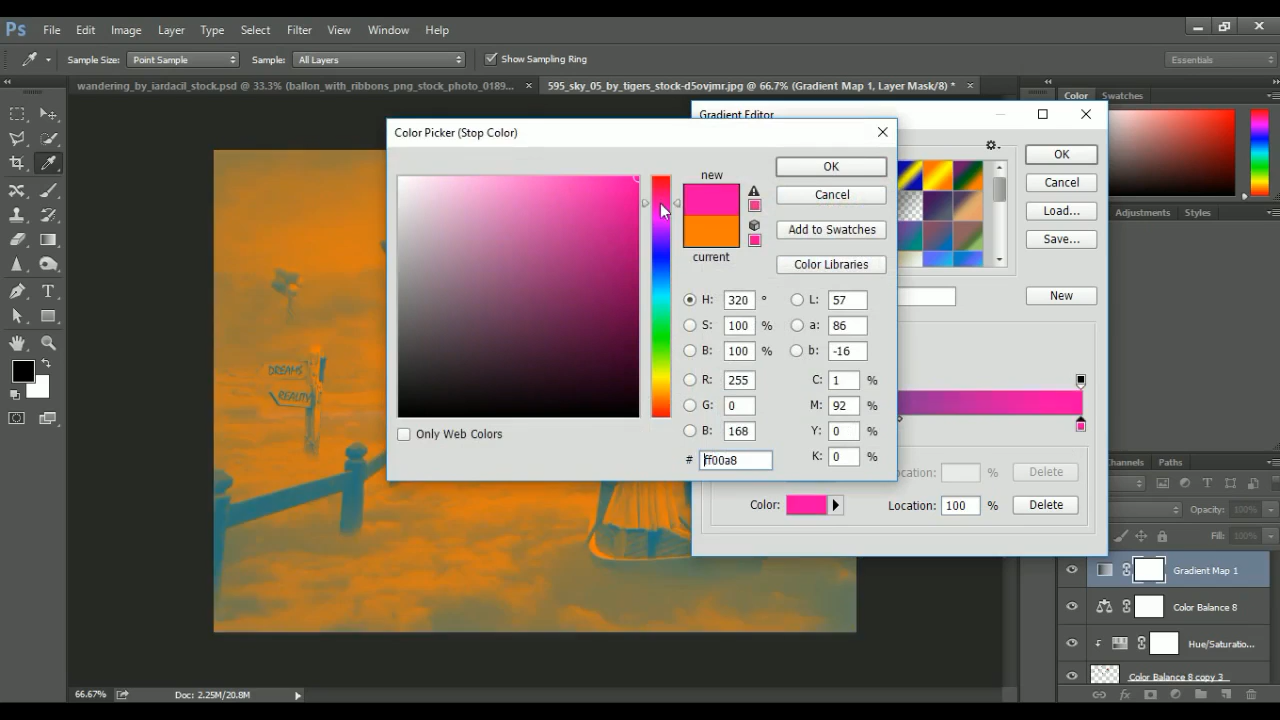 Ps File Edit Image Layer Type Select Filter View Window Help
Sample Size: Point Sample Sample: All Layers Show Sampling Ring Essentials
wandering_by_iardacil_stock.psd @ 33.3% (ballon_with_ribbons_png_stock_photo_0189... × 595_sky_05_by_tigers_stock-d5ovjmr.jpg @ 66.7% (Gradient Map 1, Layer Mask/8) * ×
Color Swatches
Gradient Editor
Color Picker (Stop Color)
new
current
OK
Cancel
Add to Swatches
Color Libraries
H: 320 °
S: 100 %
B: 100 %
R: 255
G: 0
B: 168
# ff00a8
L: 57
a: 86
b: -16
C: 1 %
M: 92 %
Y: 0 %
K: 0 %
Only Web Colors
OK
Cancel
Load...
Save...
New
Location: % Delete
Color: Location: 100 % Delete
Adjustments Styles
Channels Paths
Opacity: 100%
Fill: 100%
Gradient Map 1
Color Balance 8
Hue/Saturatio...
Color Balance 8 copy 3
DREAMS
REALITY
66.67% Doc: 2.25M/20.8M